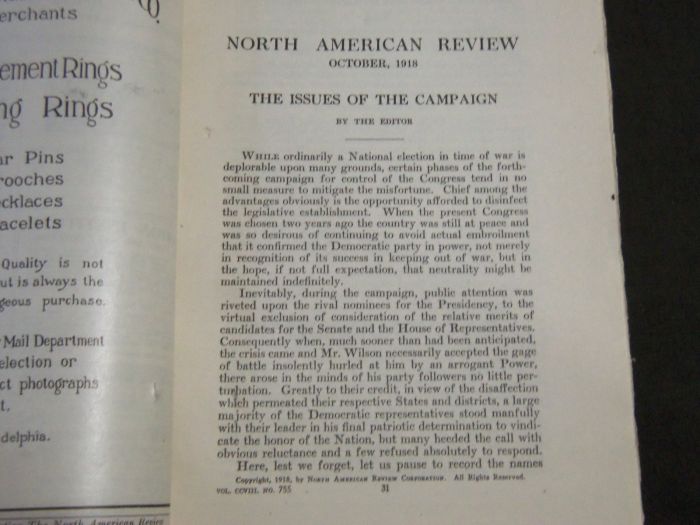 erchants
ement Rings
ng Rings
ar Pins
rooches
ecklaces
racelets
Quality is not
ut is always the
geous purchase.
Mail Department
election or
ct photographs
t.
delphia.
The North American Review
NORTH AMERICAN REVIEW
OCTOBER, 1918
THE ISSUES OF THE CAMPAIGN
BY THE EDITOR
WHILE ordinarily a National election in time of war is
deplorable upon many grounds, certain phases of the forth-
coming campaign for control of the Congress tend in no
small measure to mitigate the misfortune. Chief among the
advantages obviously is the opportunity afforded to disinfect
the legislative establishment. When the present Congress
was chosen two years ago the country was still at peace and
was so desirous of continuing to avoid actual embroilment
that it confirmed the Democratic party in power, not merely
in recognition of its success in keeping out of war, but in
the hope, if not full expectation, that neutrality might be
maintained indefinitely.
Inevitably, during the campaign, public attention was
riveted upon the rival nominees for the Presidency, to the
virtual exclusion of consideration of the relative merits of
candidates for the Senate and the House of Representatives.
Consequently when, much sooner than had been anticipated,
the crisis came and Mr. Wilson necessarily accepted the gage
of battle insolently hurled at him by an arrogant Power,
there arose in the minds of his party followers no little per-
turbation. Greatly to their credit, in view of the disaffection
which permeated their respective States and districts, a large
majority of the Democratic representatives stood manfully
with their leader in his final patriotic determination to vindi-
cate the honor of the Nation, but many heeded the call with
obvious reluctance and a few refused absolutely to respond.
Here, lest we forget, let us pause to record the names
Copyright, 1918, by NORTH AMERICAN REVIEW CORPORATION. All Rights Reserved.
VOL. CCVIII. NO. 755 31